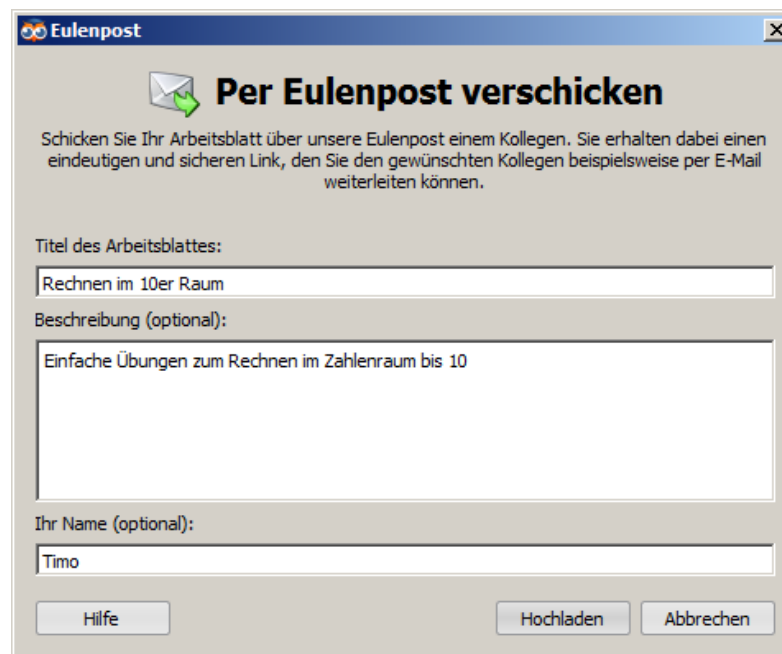 Eulenpost
Per Eulenpost verschicken
Schicken Sie Ihr Arbeitsblatt über unsere Eulenpost einem Kollegen. Sie erhalten dabei einen
eindeutigen und sicheren Link, den Sie den gewünschten Kollegen beispielsweise per E-Mail
weiterleiten können.
Titel des Arbeitsblattes:
Rechnen im 10er Raum
Beschreibung (optional):
Einfache Übungen zum Rechnen im Zahlenraum bis 10
Ihr Name (optional):
Timo
Hilfe Hochladen Abbrechen